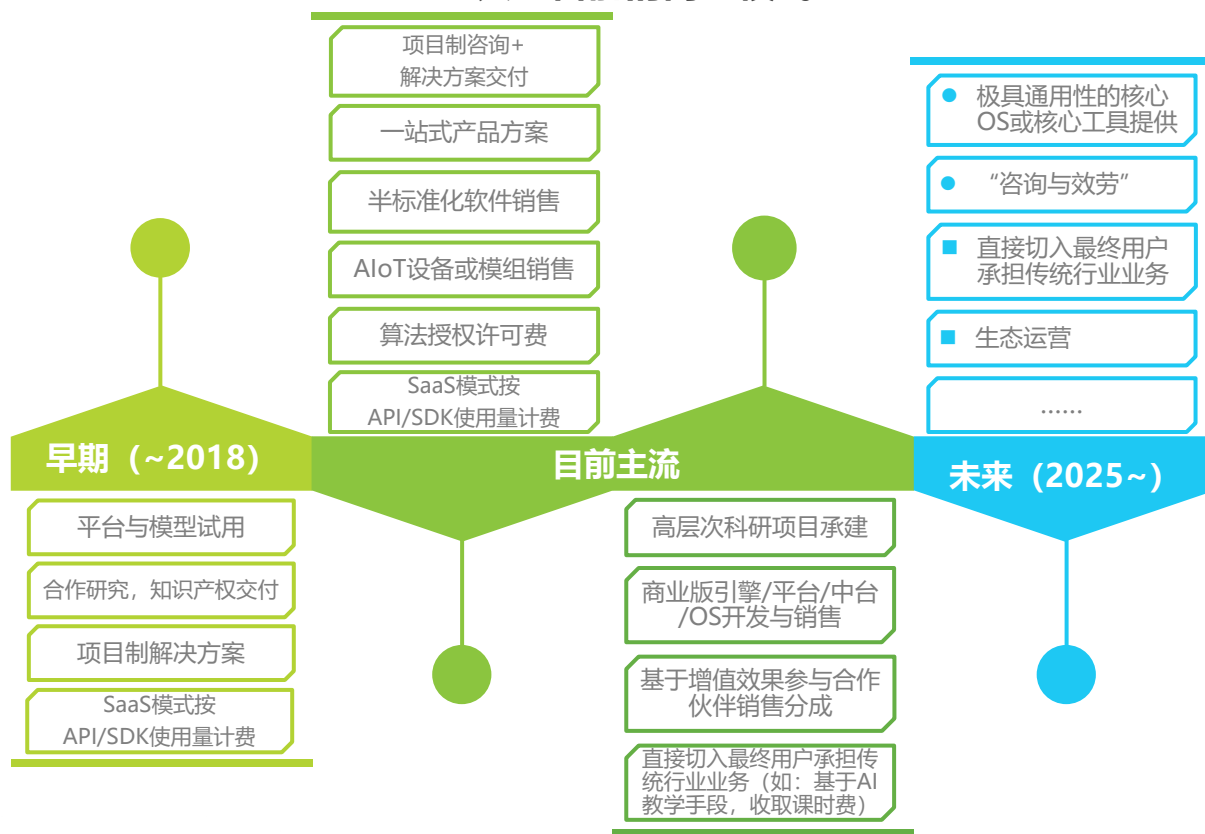 项目制咨询+
解决方案交付
一站式产品方案
半标准化软件销售
AIoT设备或模组销售
算法授权许可费
SaaS模式按
API/SDK使用量计费
极具通用性的核心
OS或核心工具提供
“咨询与效劳”
直接切入最终用户
承担传统行业业务
生态运营
……
早期（~2018）
目前主流
未来（2025~）
平台与模型试用
合作研究，知识产权交付
项目制解决方案
SaaS模式按
API/SDK使用量计费
高层次科研项目承建
商业版引擎/平台/中台
/OS开发与销售
基于增值效果参与合作
伙伴销售分成
直接切入最终用户承担传
统行业业务（如：基于AI
教学手段，收取课时费）